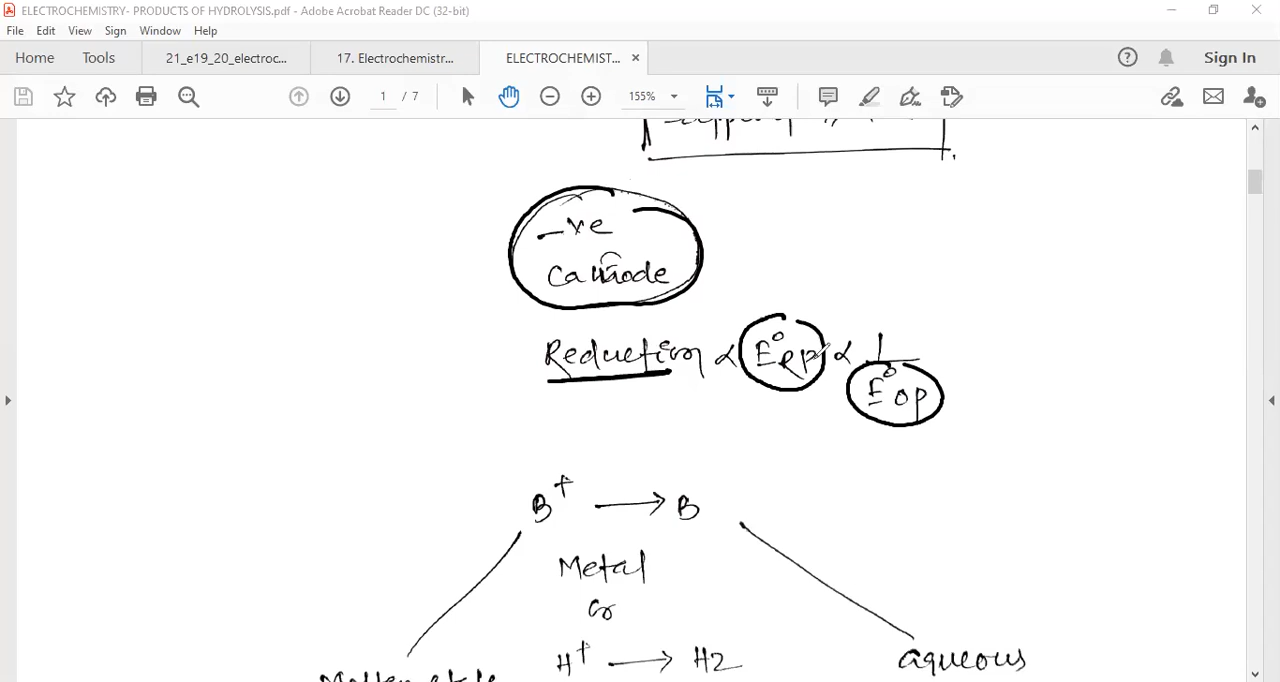 ELECTROCHEMISTRY- PRODUCTS OF HYDROLYSIS.pdf - Adobe Acrobat Reader DC (32-bit)
File Edit View Sign Window Help
Home Tools 21_e19_20_electroc... 17. Electrochemistr... ELECTROCHEMIST... × Sign In
1 / 7 155%
-ve
Cathode
Reduction ∝ E°RP ∝ 1/E°OP
B+ → B
Metal
Or
H+ → H2
aqueous